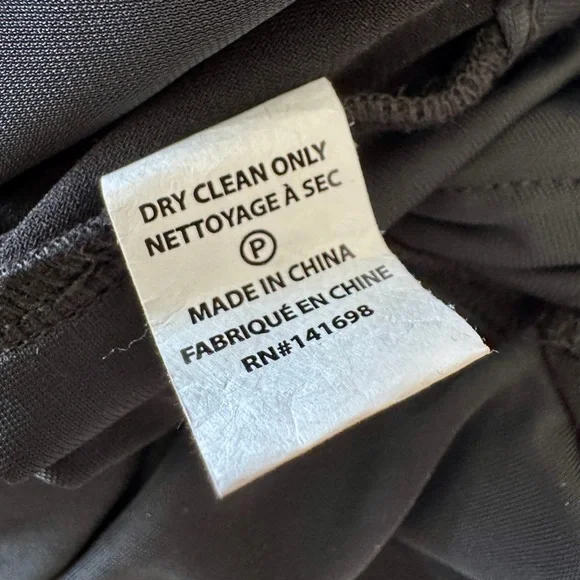 DRY CLEAN ONLY
NETTOYAGE À SEC
P
MADE IN CHINA
FABRIQUÉ EN CHINE
RN#141698